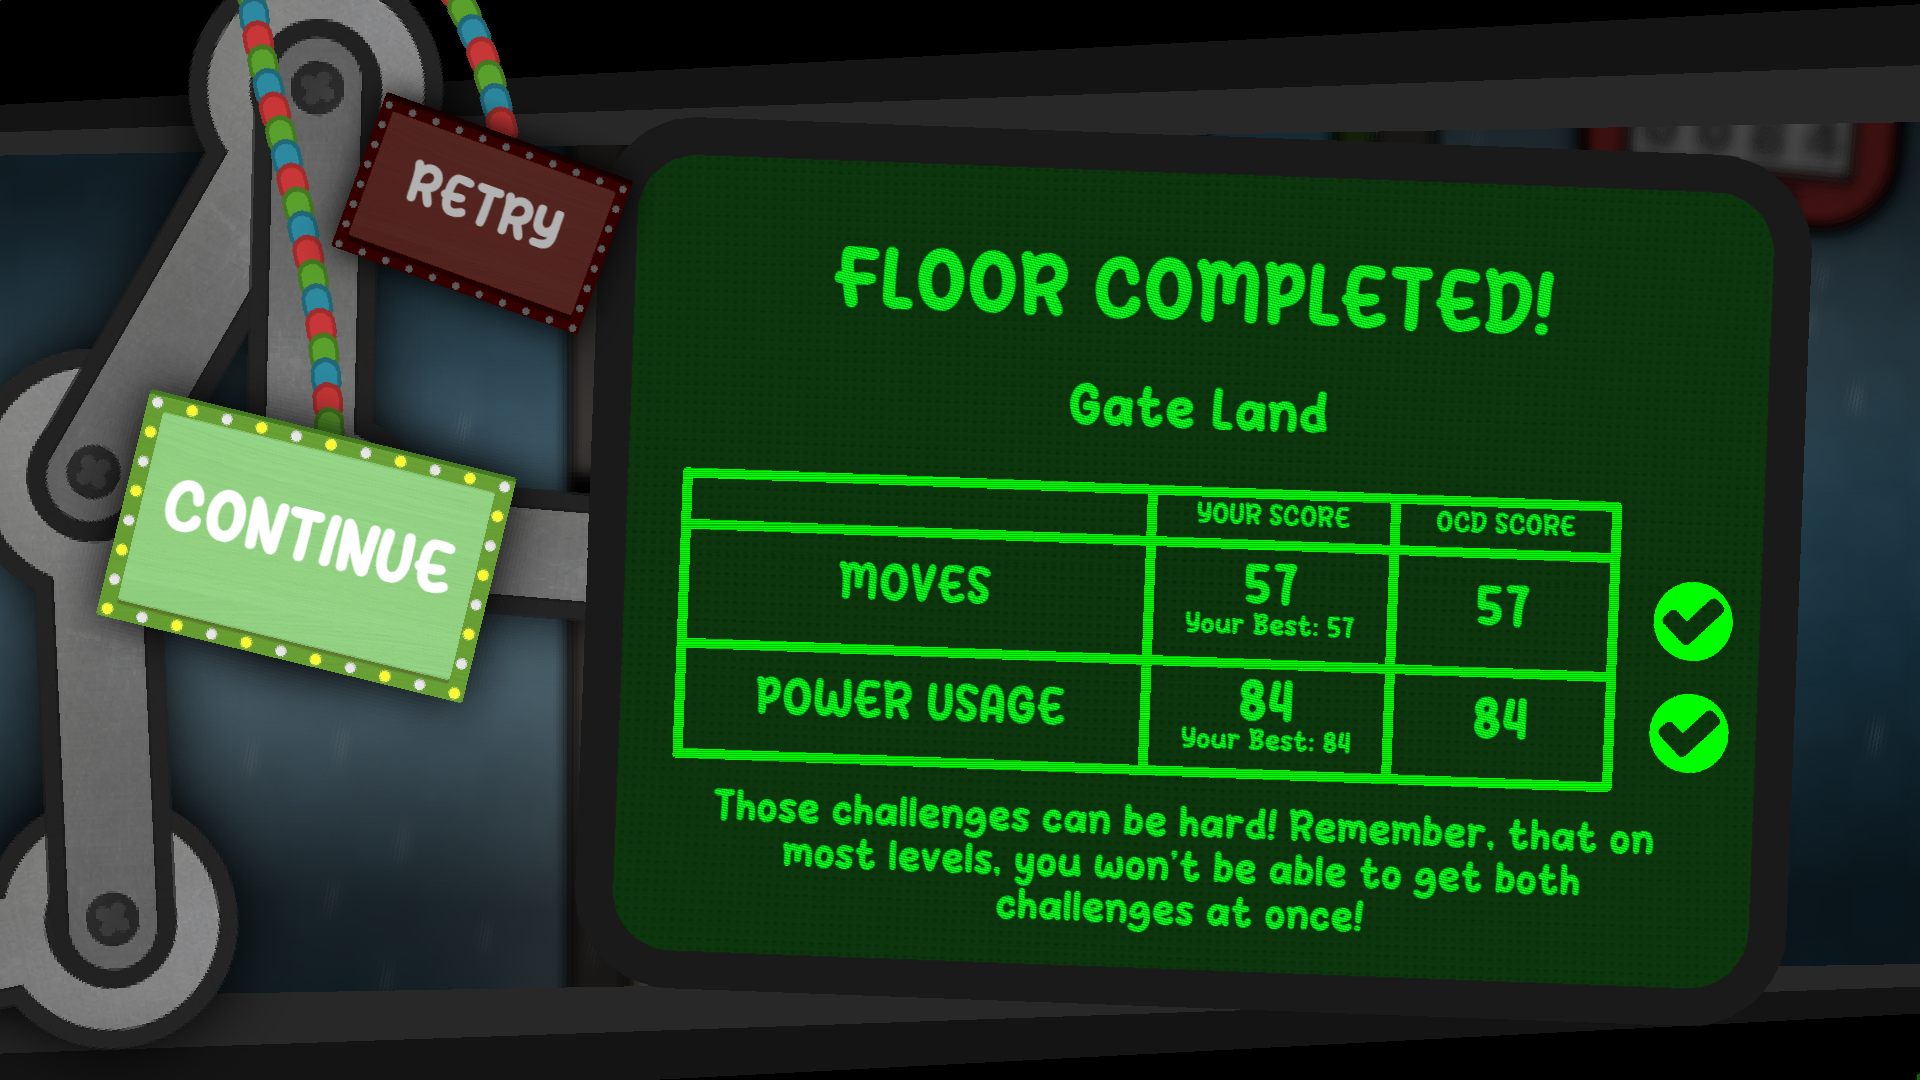 RETRY
CONTINUE
FLOOR COMPLETED!
Gate Land
YOUR SCORE
OCD SCORE
MOVES
57
Your Best: 57
57
POWER USAGE
84
Your Best: 84
84
Those challenges can be hard! Remember, that on
most levels, you won't be able to get both
challenges at once!